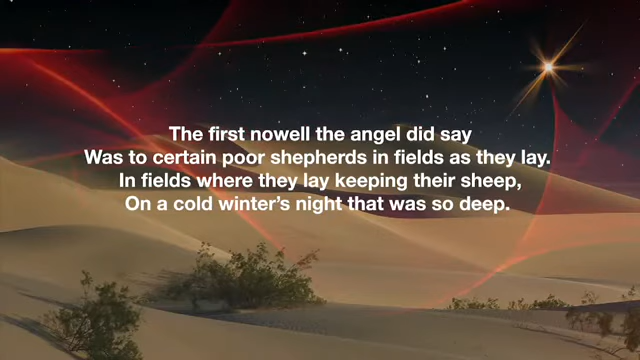 The first nowell the angel did say
Was to certain poor shepherds in fields as they lay.
In fields where they lay keeping their sheep,
On a cold winter’s night that was so deep.